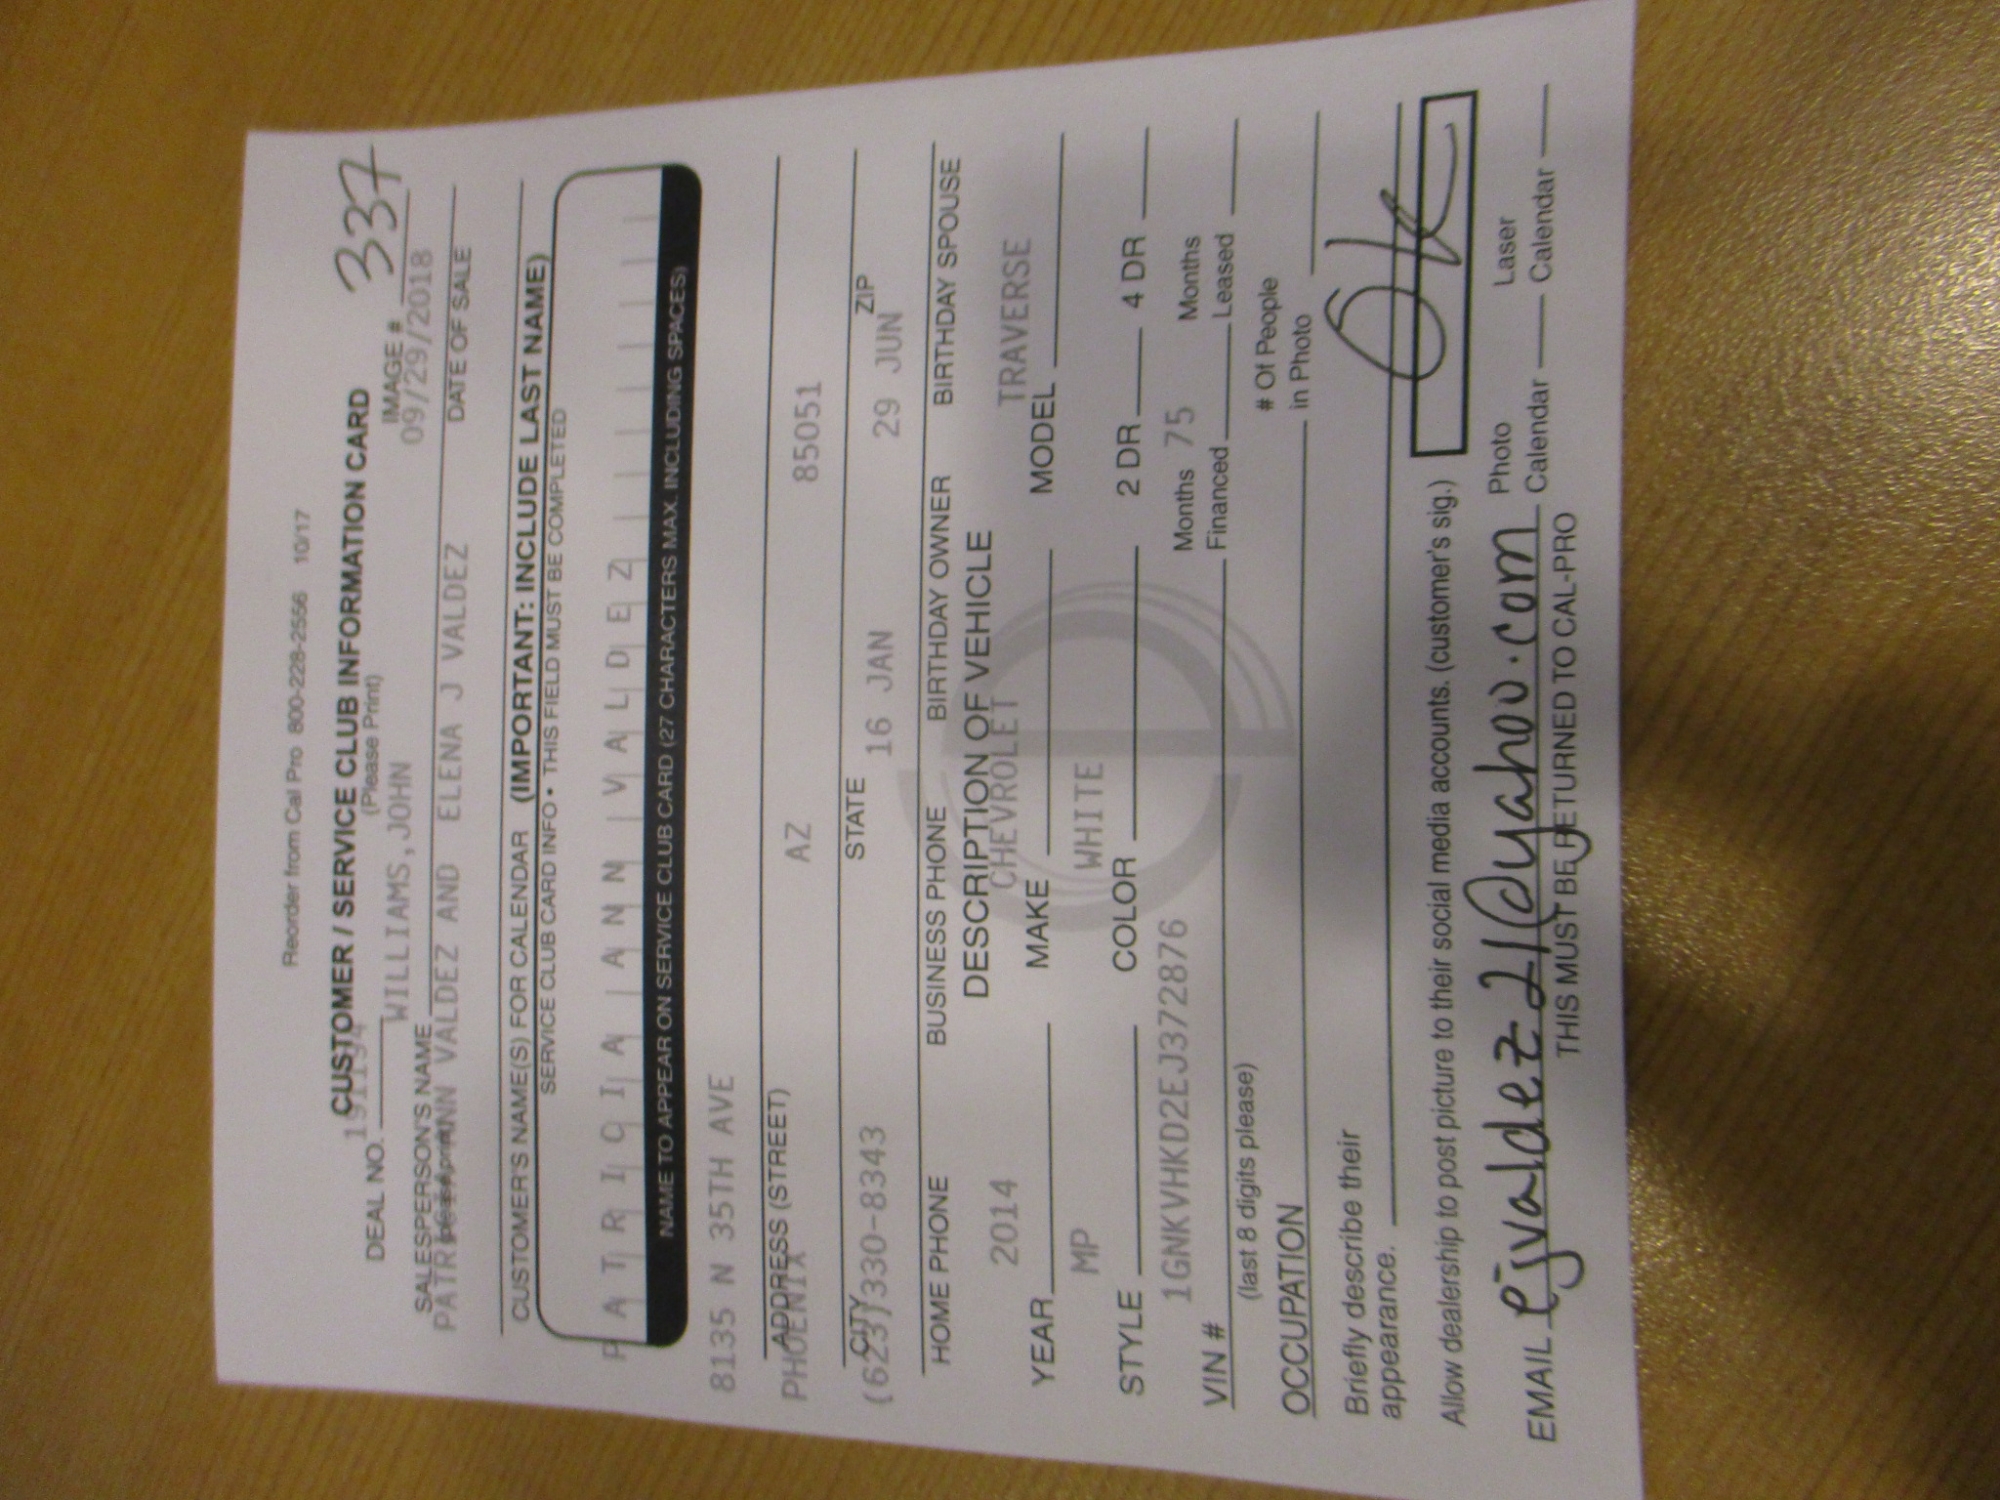 Reorder from Cal Pro 800-228-2556 10/17
CUSTOMER / SERVICE CLUB INFORMATION CARD
(Please Print)
DEAL NO. 1911194
IMAGE # 337
WILLIAMS,JOHN 09/29/2018
SALESPERSON'S NAME DATE OF SALE
PATRICIA ANN VALDEZ AND ELENA J VALDEZ
CUSTOMER'S NAME(S) FOR CALENDAR (IMPORTANT: INCLUDE LAST NAME)
SERVICE CLUB CARD INFO • THIS FIELD MUST BE COMPLETED
PATRICIA ANN VALDEZ
NAME TO APPEAR ON SERVICE CLUB CARD (27 CHARACTERS MAX. INCLUDING SPACES)
8135 N 35TH AVE
ADDRESS (STREET)
PHOENIX AZ 85051
CITY STATE ZIP
(623)330-8343 16 JAN 29 JUN
HOME PHONE BUSINESS PHONE BIRTHDAY OWNER BIRTHDAY SPOUSE
DESCRIPTION OF VEHICLE
2014 CHEVROLET TRAVERSE
YEAR MAKE MODEL
MP WHITE
STYLE COLOR 2 DR 4 DR
1GNKVHKD2EJ372876 Months 75 Months
VIN # Financed Leased
(last 8 digits please)
# Of People
OCCUPATION in Photo
Briefly describe their
appearance.
Allow dealership to post picture to their social media accounts. (customer's sig.)
Photo Laser
EMAIL ejvaldez21@yahoo.com Calendar Calendar
THIS MUST BE RETURNED TO CAL-PRO